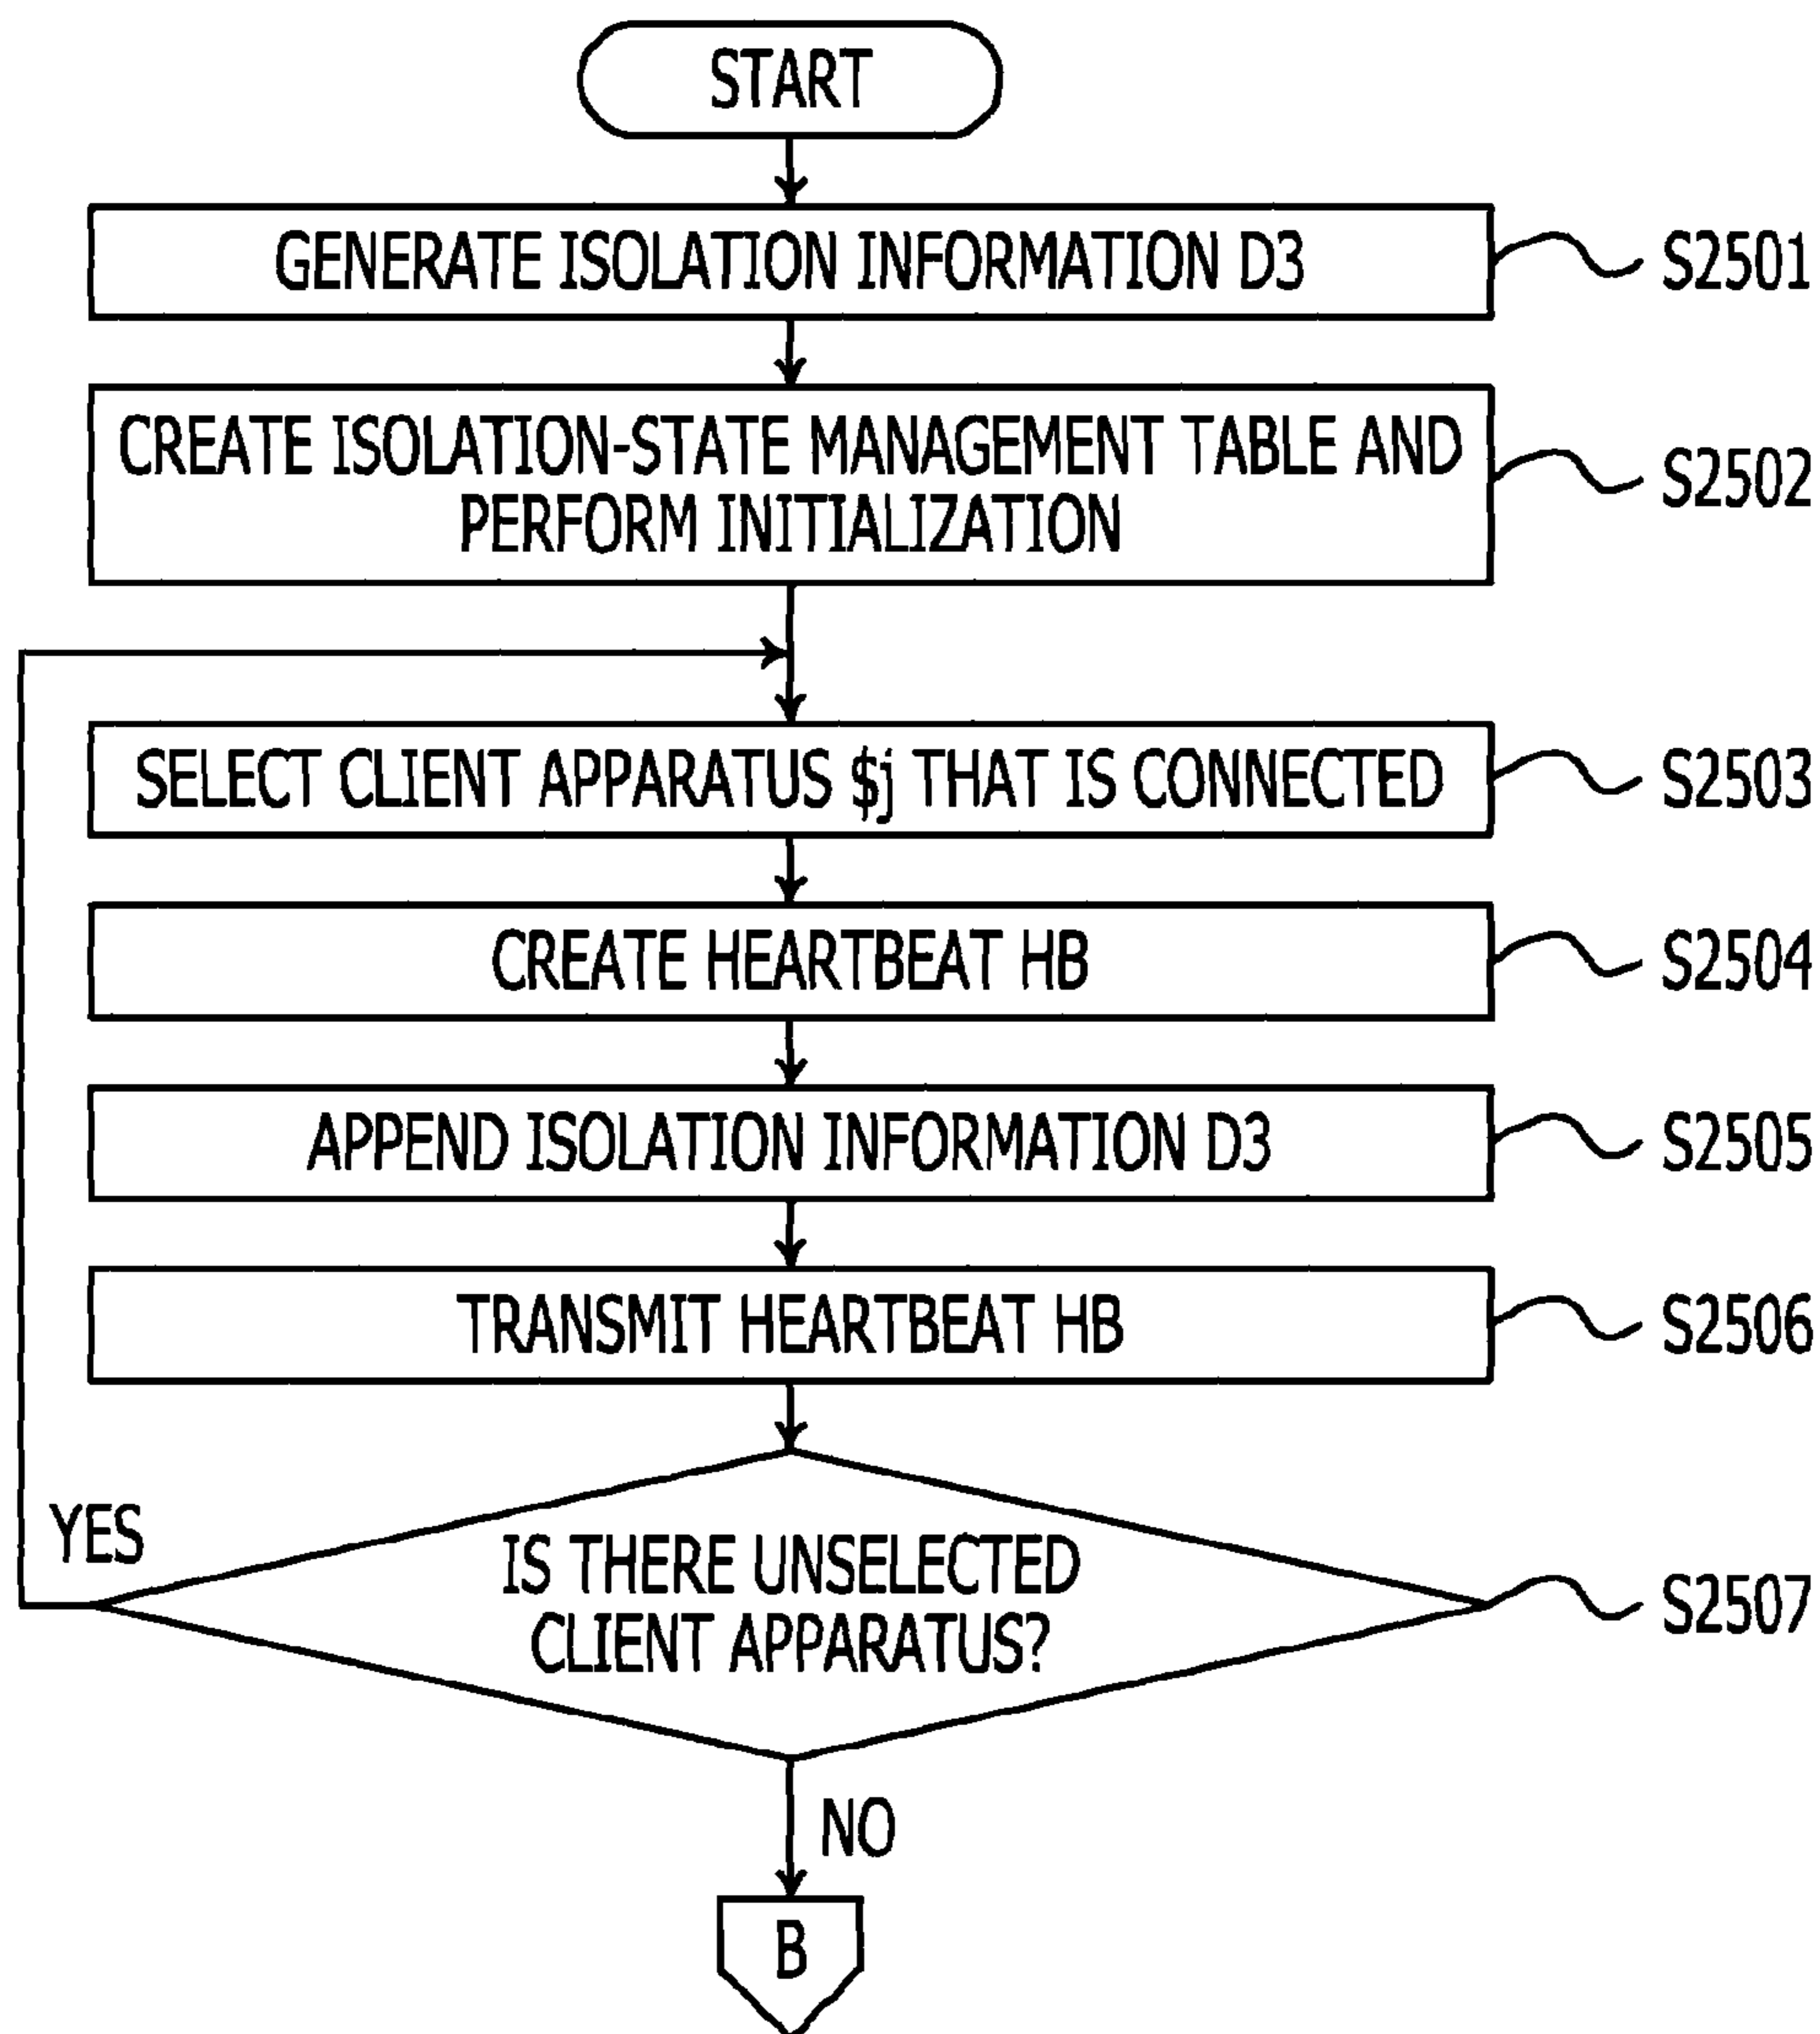 START
GENERATE ISOLATION INFORMATION D3
S2501
CREATE ISOLATION-STATE MANAGEMENT TABLE AND
PERFORM INITIALIZATION
S2502
SELECT CLIENT APPARATUS $j THAT IS CONNECTED
S2503
CREATE HEARTBEAT HB
S2504
APPEND ISOLATION INFORMATION D3
S2505
TRANSMIT HEARTBEAT HB
S2506
YES
IS THERE UNSELECTED
CLIENT APPARATUS?
S2507
NO
B